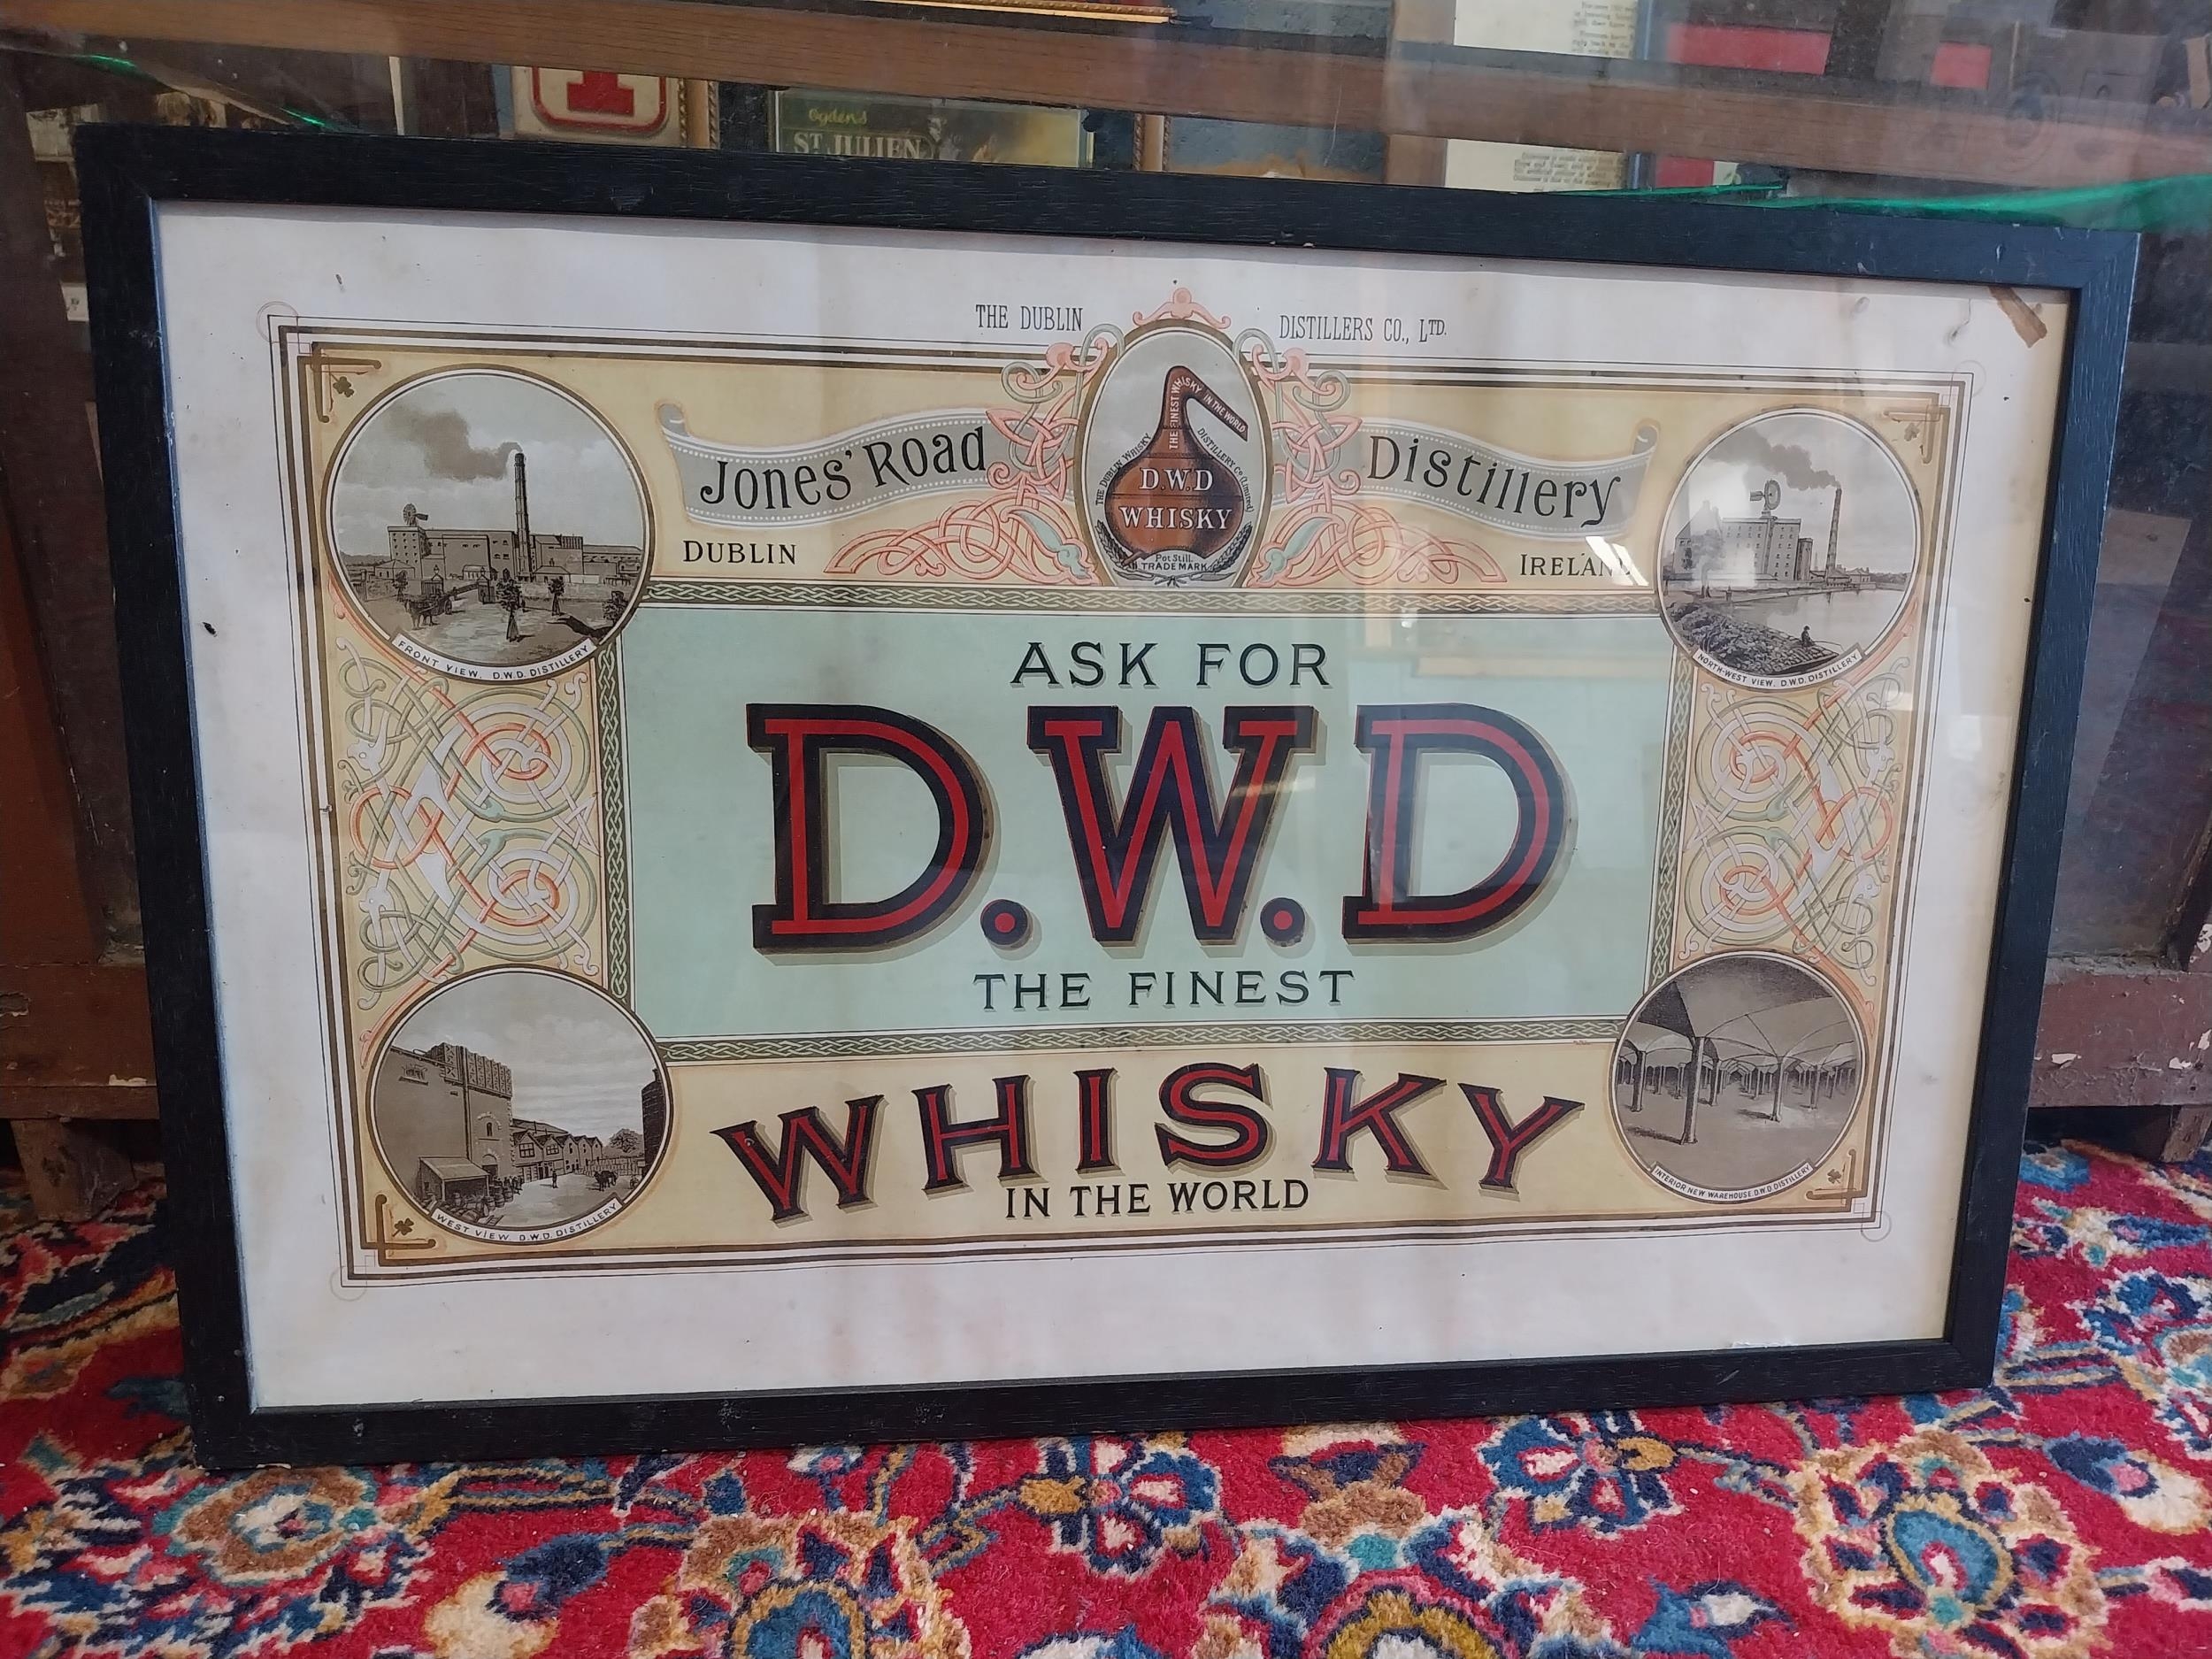 Ogden's
ST JULIEN
THE DUBLIN DISTILLERS CO., LTD.
Jones' Road Distillery
DUBLIN IRELAND
THE FINEST WHISKY IN THE WORLD
THE DUBLIN WHISKY DISTILLERY Co (Limited)
D.W.D
WHISKY
Pot Still.
TRADE MARK
FRONT VIEW. D.W.D. DISTILLERY
NORTH-WEST VIEW. D.W.D. DISTILLERY
ASK FOR
D.W.D
THE FINEST
WHISKY
IN THE WORLD
WEST VIEW. D.W.D. DISTILLERY
INTERIOR NEW WAREHOUSE D.W.D DISTILLERY